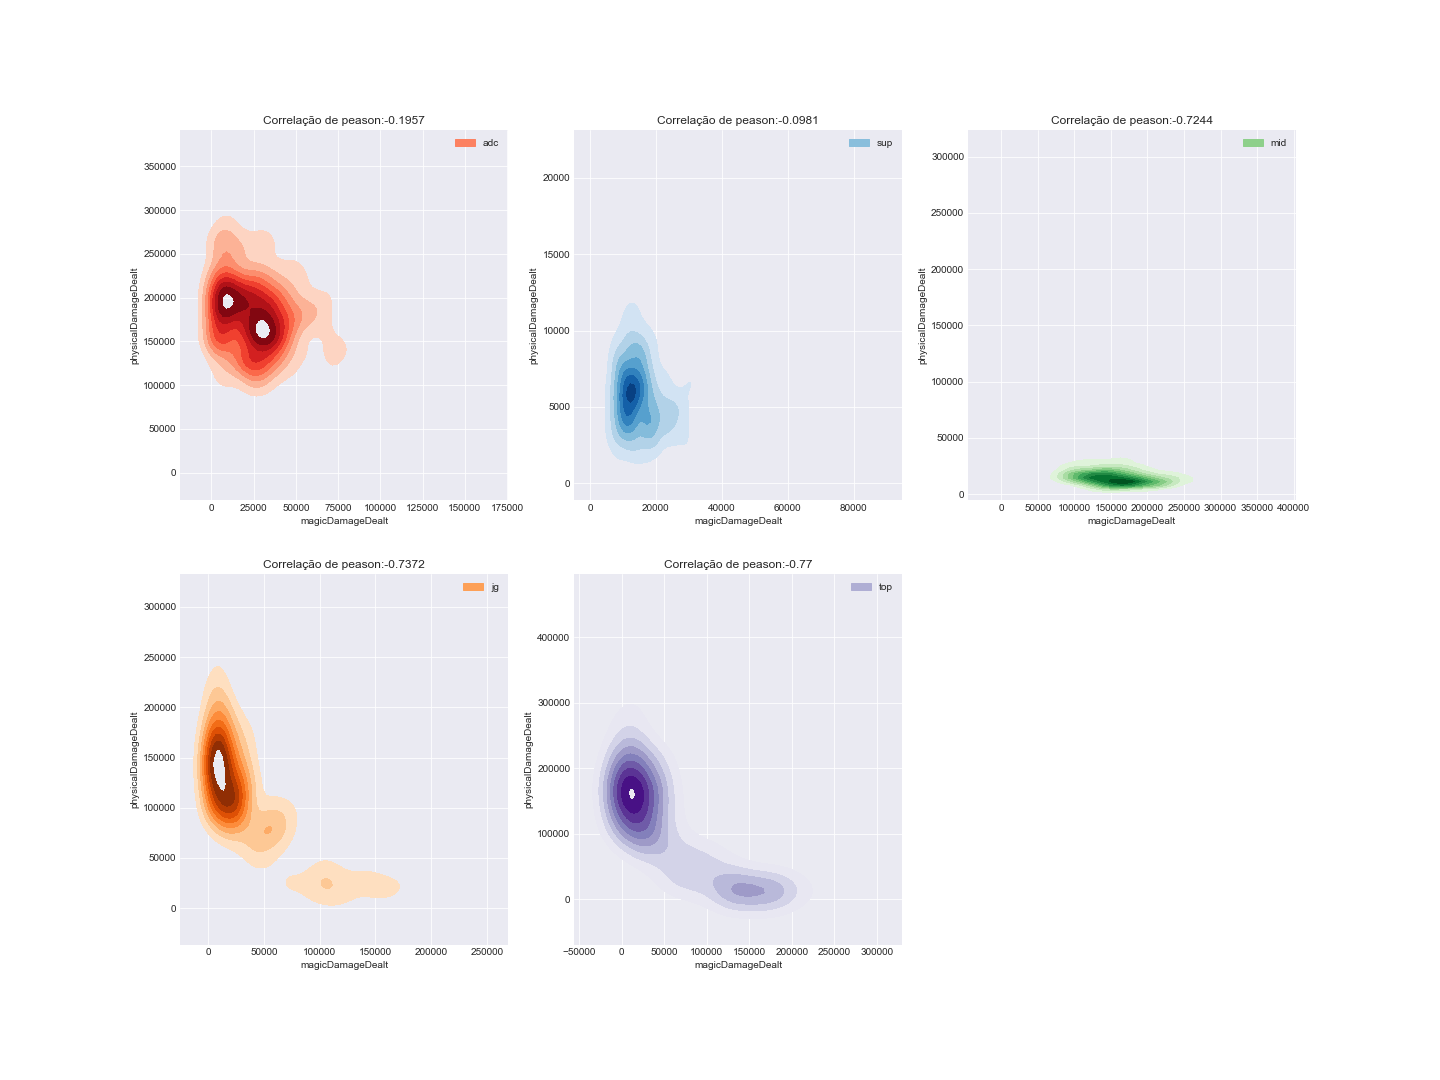 Correlação de peason:-0.1957
adc
350000
300000
250000
200000
150000
100000
50000
0
physicalDamageDealt
0 25000 50000 75000 100000 125000 150000 175000
magicDamageDealt
Correlação de peason:-0.0981
sup
20000
15000
10000
5000
0
physicalDamageDealt
0 20000 40000 60000 80000
magicDamageDealt
Correlação de peason:-0.7244
mid
300000
250000
200000
150000
100000
50000
0
physicalDamageDealt
0 50000 100000 150000 200000 250000 300000 350000 400000
magicDamageDealt
Correlação de peason:-0.7372
jg
300000
250000
200000
150000
100000
50000
0
physicalDamageDealt
0 50000 100000 150000 200000 250000
magicDamageDealt
Correlação de peason:-0.77
top
400000
300000
200000
100000
0
physicalDamageDealt
−50000 0 50000 100000 150000 200000 250000 300000
magicDamageDealt